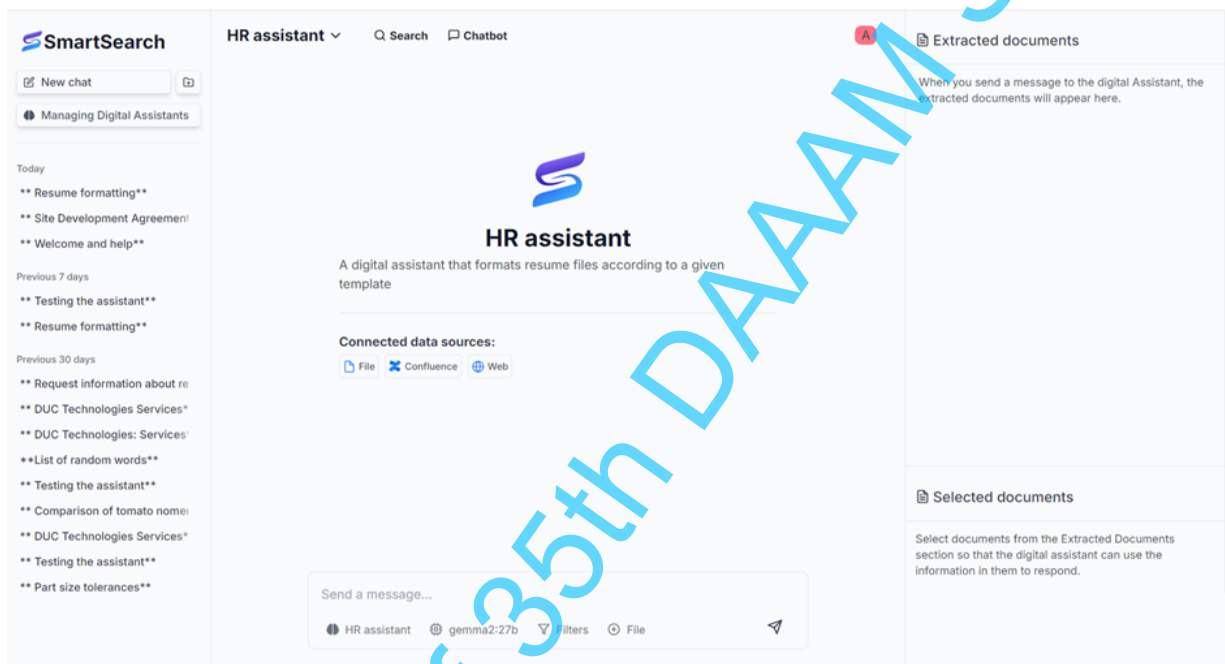 SmartSearch
New chat
Managing Digital Assistants
Today
** Resume formatting**
** Site Development Agreement
** Welcome and help**
Previous 7 days
** Testing the assistant**
** Resume formatting**
Previous 30 days
** Request information about re
** DUC Technologies Services*
** DUC Technologies: Services*
**List of random words**
** Testing the assistant**
** Comparison of tomato nome
** DUC Technologies Services*
** Testing the assistant**
** Part size tolerances**
HR assistant
Search
Chatbot
A
HR assistant
A digital assistant that formats resume files according to a given
template
Connected data sources:
File
Confluence
Web
Send a message...
HR assistant
gemma2:27b
Filters
File
Extracted documents
When you send a message to the digital Assistant, the
extracted documents will appear here.
Selected documents
Select documents from the Extracted Documents
section so that the digital assistant can use the
information in them to respond.
35th DAAAM